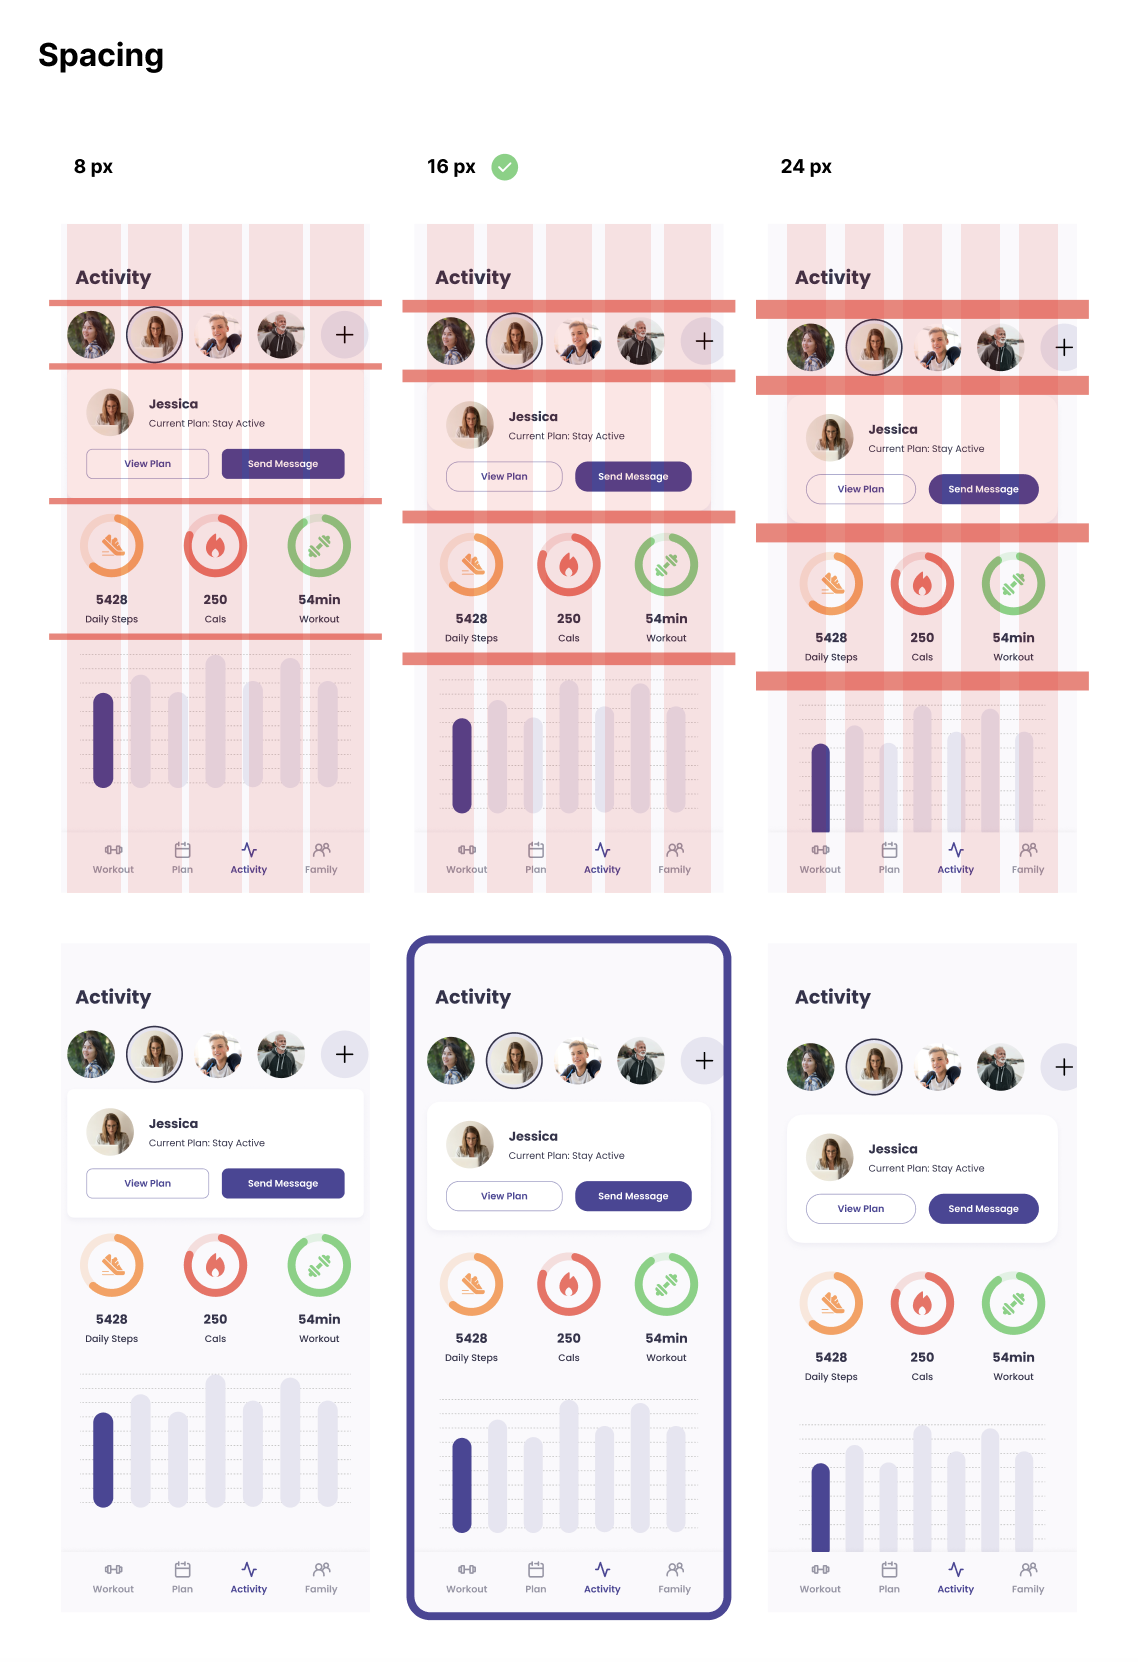 Spacing
8 px
16 px
24 px
Activity
Activity
Activity
Jessica
Current Plan: Stay Active
View Plan
Send Message
Jessica
Current Plan: Stay Active
View Plan
Send Message
Jessica
Current Plan: Stay Active
View Plan
Send Message
5428
250
54min
Daily Steps
Cals
Workout
5428
250
54min
Daily Steps
Cals
Workout
5428
250
54min
Daily Steps
Cals
Workout
Workout
Plan
Activity
Family
Workout
Plan
Activity
Family
Workout
Plan
Activity
Family
Activity
Activity
Activity
Jessica
Current Plan: Stay Active
View Plan
Send Message
Jessica
Current Plan: Stay Active
View Plan
Send Message
Jessica
Current Plan: Stay Active
View Plan
Send Message
5428
250
54min
Daily Steps
Cals
Workout
5428
250
54min
Daily Steps
Cals
Workout
5428
250
54min
Daily Steps
Cals
Workout
Workout
Plan
Activity
Family
Workout
Plan
Activity
Family
Workout
Plan
Activity
Family